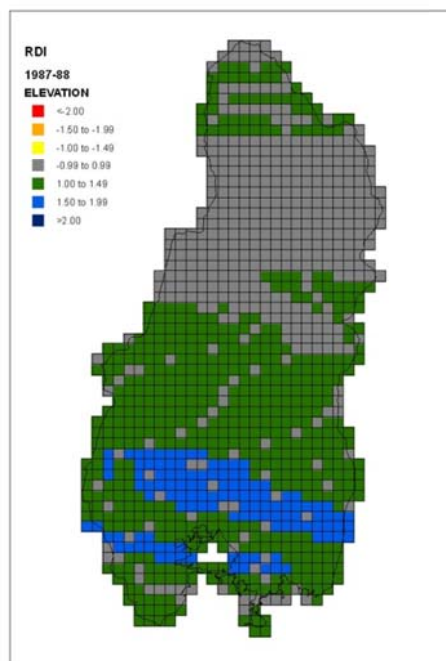 RDI
1987-88
ELEVATION
<-2.00
-1.50 to -1.99
-1.00 to -1.49
-0.99 to 0.99
1.00 to 1.49
1.50 to 1.99
>2.00